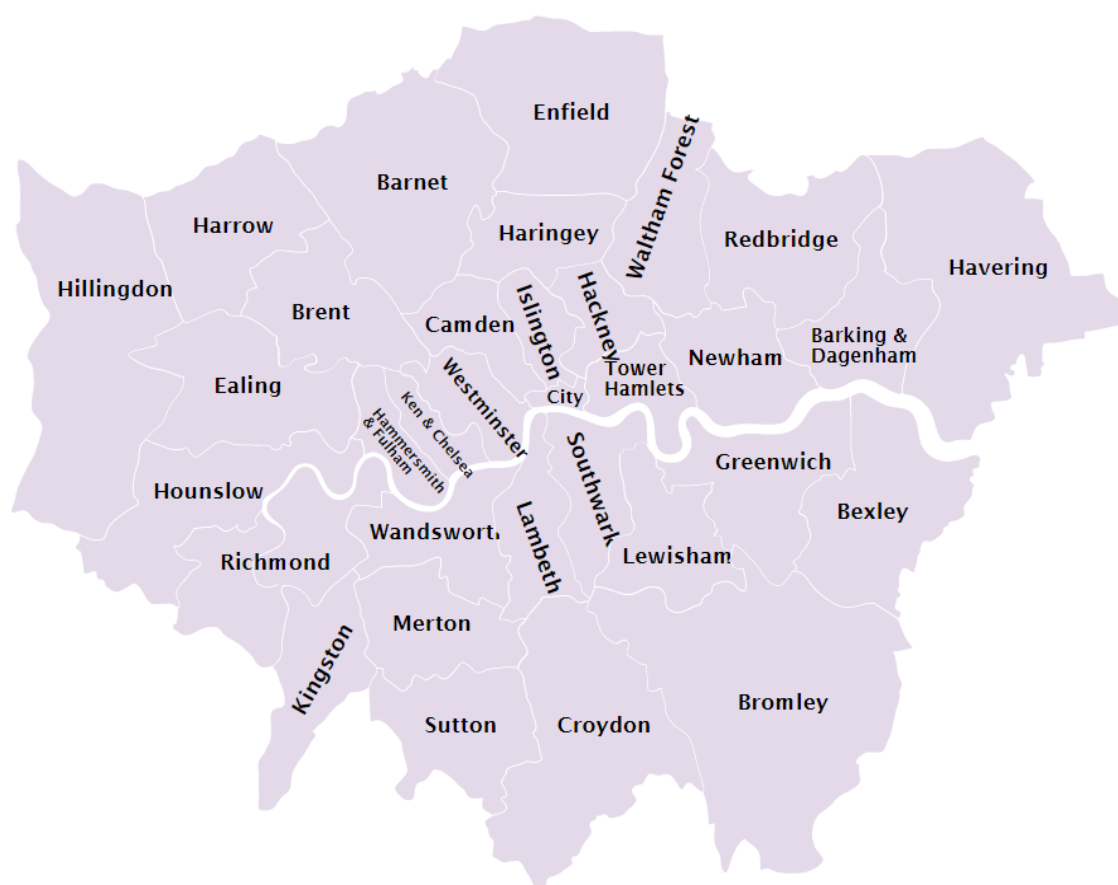 Enfield
Waltham Forest
Barnet
Harrow
Haringey
Redbridge
Havering
Hillingdon
Brent
Camden
Islington
Hackney
Newham
Barking &
Dagenham
Tower
Hamlets
Ealing
Westminster
City
Ken & Chelsea
Hammersmith
& Fulham
Southwark
Greenwich
Hounslow
Bexley
Wandsworth
Lambeth
Lewisham
Richmond
Merton
Kingston
Bromley
Sutton
Croydon